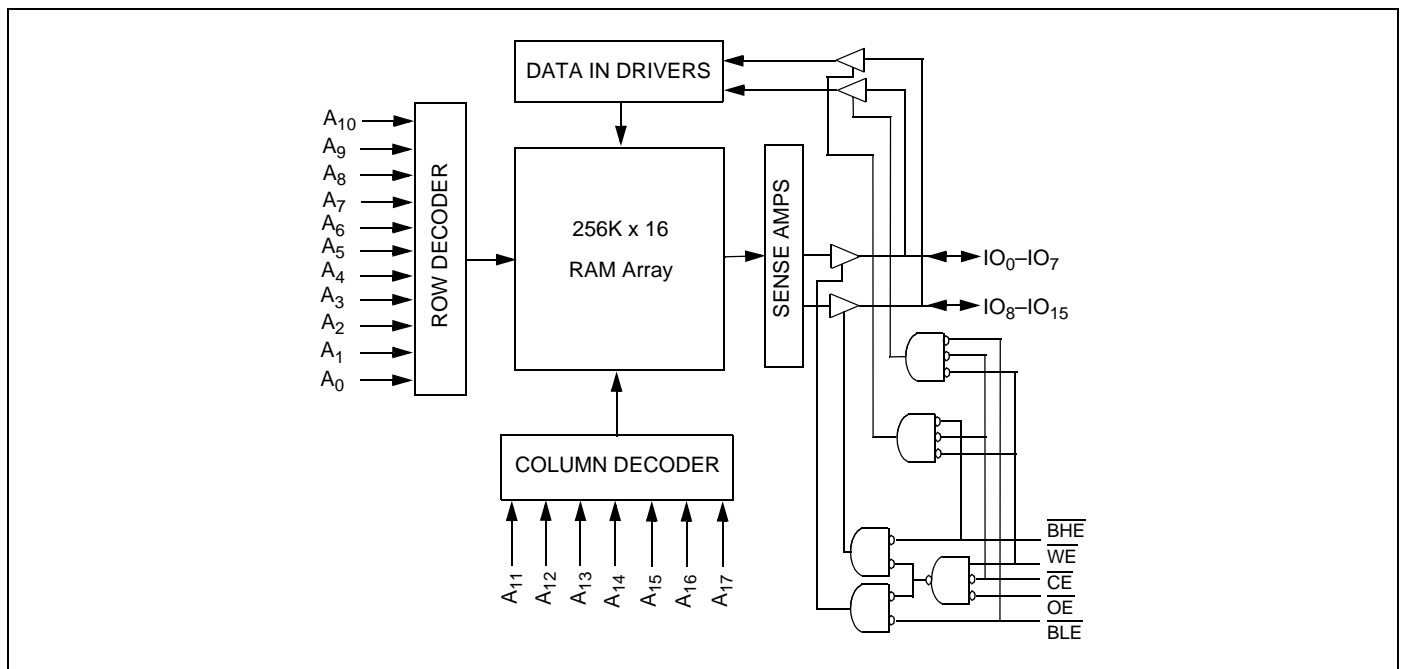 DATA IN DRIVERS
A10
A9
A8
A7
A6
A5
A4
A3
A2
A1
A0
ROW DECODER
256K x 16
RAM Array
SENSE AMPS
IO0–IO7
IO8–IO15
COLUMN DECODER
A11
A12
A13
A14
A15
A16
A17
BHE
WE
CE
OE
BLE